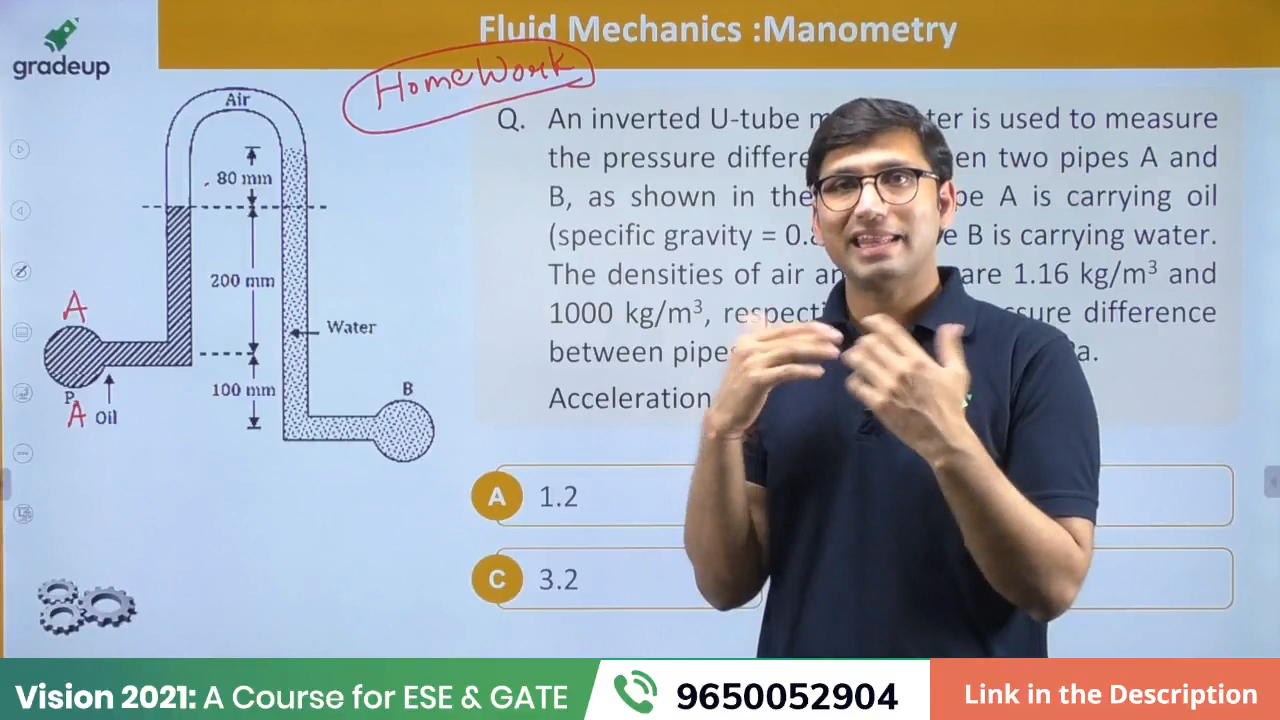 gradeup
Fluid Mechanics :Manometry
HomeWork
Air
80 mm
200 mm
100 mm
Water
A
A
Oil
B
Q. An inverted U-tube
is used to measure
the pressure
two pipes A and
B, as shown in the
A is carrying oil
(specific gravity = 0.
B is carrying water.
The densities of air
are 1.16 kg/m³ and
1000 kg/m³,
difference
between
Acceleration
A 1.2
C 3.2
Vision 2021: A Course for ESE & GATE
9650052904
Link in the Description